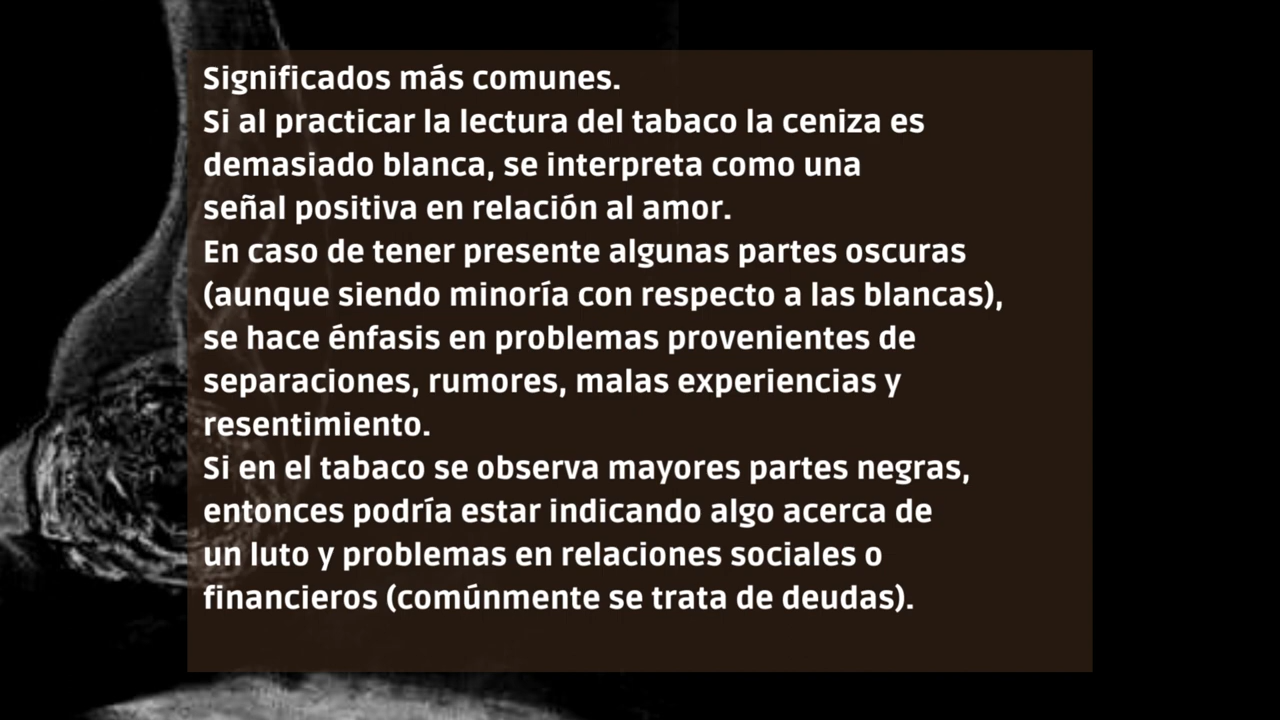 Significados más comunes.
Si al practicar la lectura del tabaco la ceniza es
demasiado blanca, se interpreta como una
señal positiva en relación al amor.
En caso de tener presente algunas partes oscuras
(aunque siendo minoría con respecto a las blancas),
se hace énfasis en problemas provenientes de
separaciones, rumores, malas experiencias y
resentimiento.
Si en el tabaco se observa mayores partes negras,
entonces podría estar indicando algo acerca de
un luto y problemas en relaciones sociales o
financieros (comúnmente se trata de deudas).